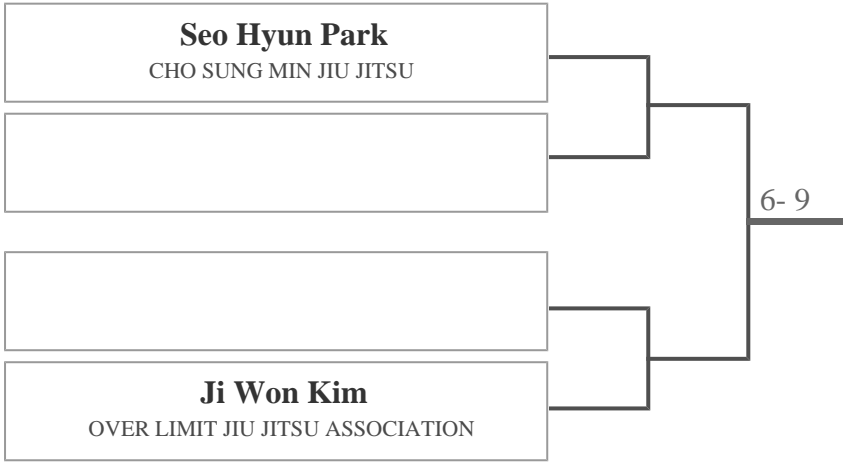 Seo Hyun Park
CHO SUNG MIN JIU JITSU
6- 9
Ji Won Kim
OVER LIMIT JIU JITSU ASSOCIATION